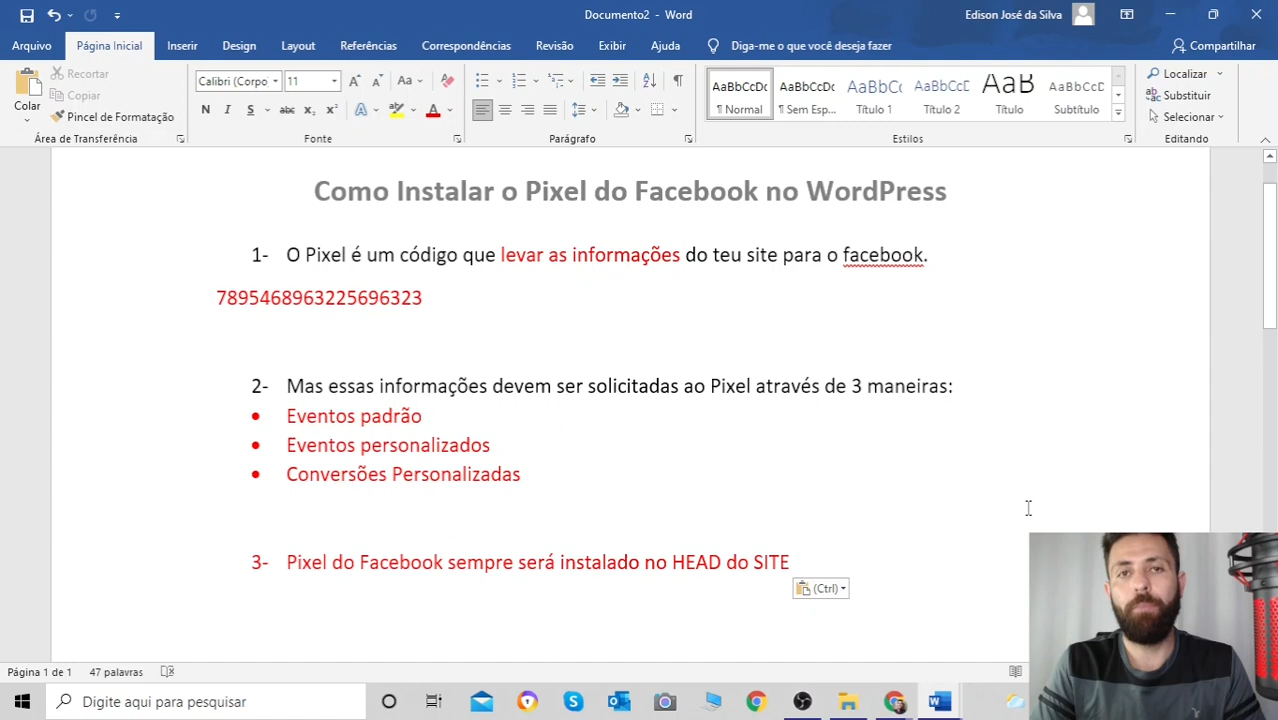 Documento2 - Word
Edison José da Silva
Arquivo
Página Inicial
Inserir
Design
Layout
Referências
Correspondências
Revisão
Exibir
Ajuda
Diga-me o que você deseja fazer
Compartilhar
Colar
Recortar
Copiar
Pincel de Formatação
Área de Transferência
Calibri (Corpo
11
Aa
N I S abc x₂ x² A A
Fonte
Parágrafo
AaBbCcDc
¶ Normal
AaBbCcDc
¶ Sem Esp...
AaBbC
Título 1
AaBbCcD
Título 2
AaB
Título
AaBbCcD
Subtítulo
Estilos
Localizar
Substituir
Selecionar
Editando
Como Instalar o Pixel do Facebook no WordPress
1- O Pixel é um código que levar as informações do teu site para o facebook.
7895468963225696323
2- Mas essas informações devem ser solicitadas ao Pixel através de 3 maneiras:
• Eventos padrão
• Eventos personalizados
• Conversões Personalizadas
3- Pixel do Facebook sempre será instalado no HEAD do SITE
(Ctrl)
Página 1 de 1 47 palavras
Digite aqui para pesquisar